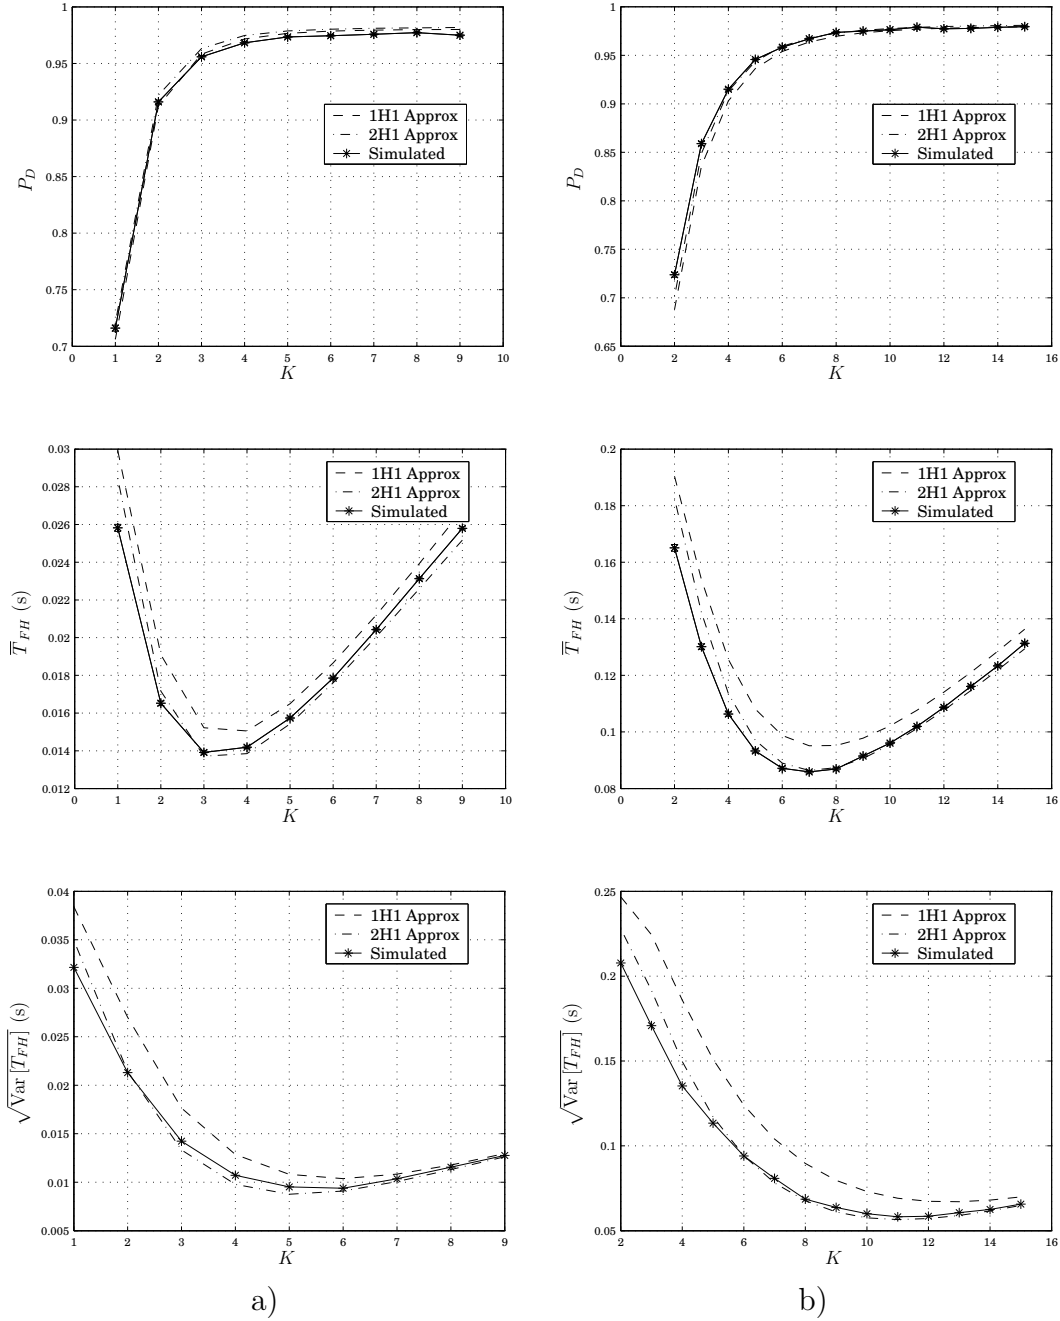 1
0.95
0.9
0.85
0.8
0.75
0.7
P_D
0 1 2 3 4 5 6 7 8 9 10
K
1H1 Approx
2H1 Approx
Simulated
1
0.95
0.9
0.85
0.8
0.75
0.7
0.65
P_D
0 2 4 6 8 10 12 14 16
K
1H1 Approx
2H1 Approx
Simulated
0.03
0.028
0.026
0.024
0.022
0.02
0.018
0.016
0.014
0.012
T̅_FH (s)
0 1 2 3 4 5 6 7 8 9 10
K
1H1 Approx
2H1 Approx
Simulated
0.2
0.18
0.16
0.14
0.12
0.1
0.08
T̅_FH (s)
0 2 4 6 8 10 12 14 16
K
1H1 Approx
2H1 Approx
Simulated
0.04
0.035
0.03
0.025
0.02
0.015
0.01
0.005
√Var [T_FH] (s)
1 2 3 4 5 6 7 8 9
K
1H1 Approx
2H1 Approx
Simulated
0.25
0.2
0.15
0.1
0.05
√Var [T_FH] (s)
2 4 6 8 10 12 14 16
K
1H1 Approx
2H1 Approx
Simulated
a)
b)